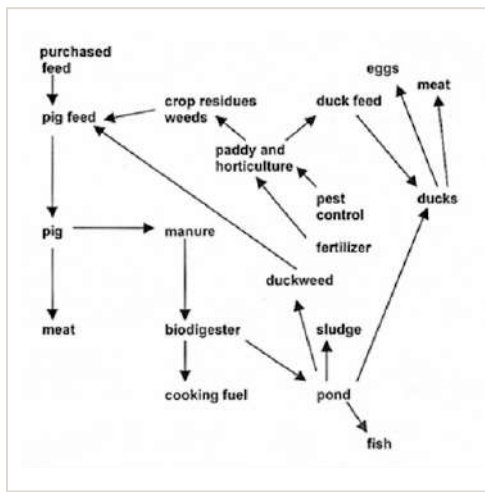 purchased
feed
eggs
meat
pig feed
crop residues
weeds
duck feed
paddy and
horticulture
pest
control
ducks
pig
manure
fertilizer
duckweed
meat
biodigester
sludge
cooking fuel
pond
fish